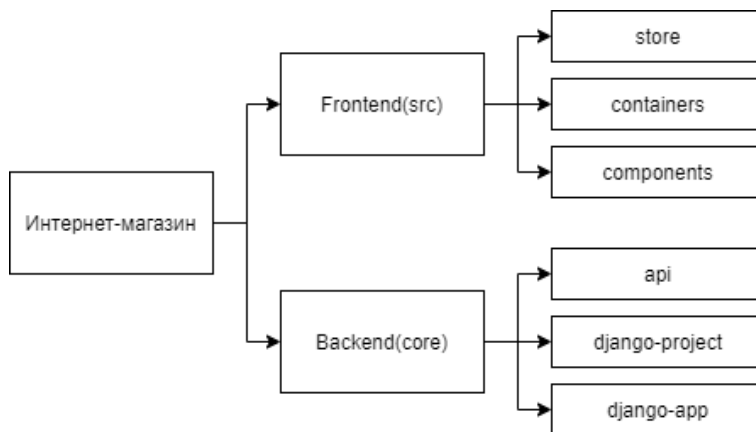 Интернет-магазин
Frontend(src)
store
containers
components
Backend(core)
api
django-project
django-app